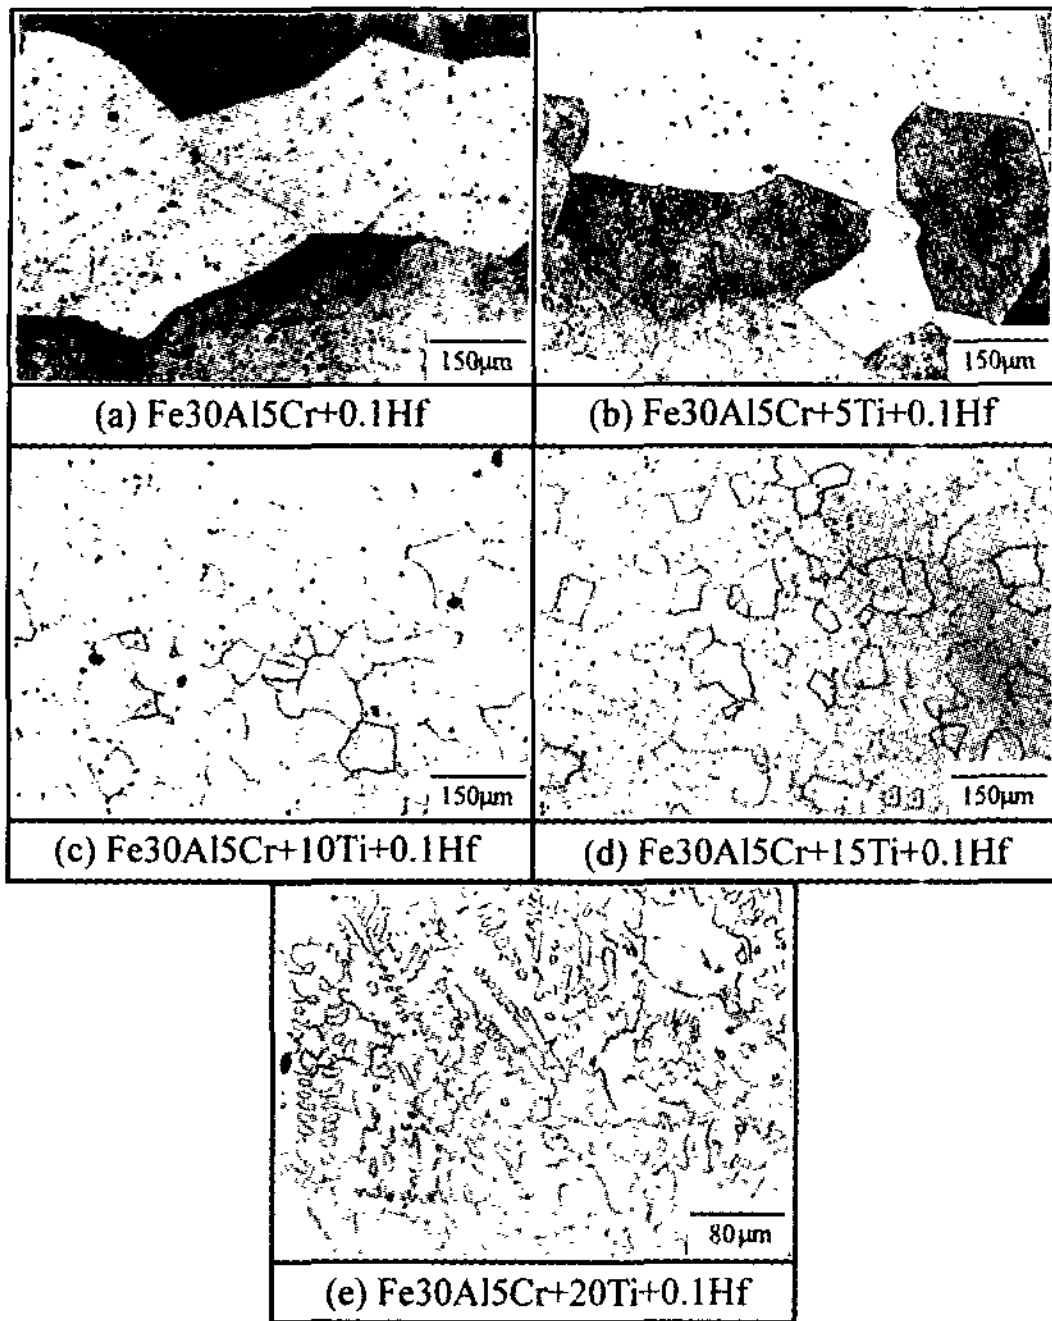 150μm
150μm
(a) Fe30Al5Cr+0.1Hf
(b) Fe30Al5Cr+5Ti+0.1Hf
150μm
150μm
(c) Fe30Al5Cr+10Ti+0.1Hf
(d) Fe30Al5Cr+15Ti+0.1Hf
80μm
(e) Fe30Al5Cr+20Ti+0.1Hf